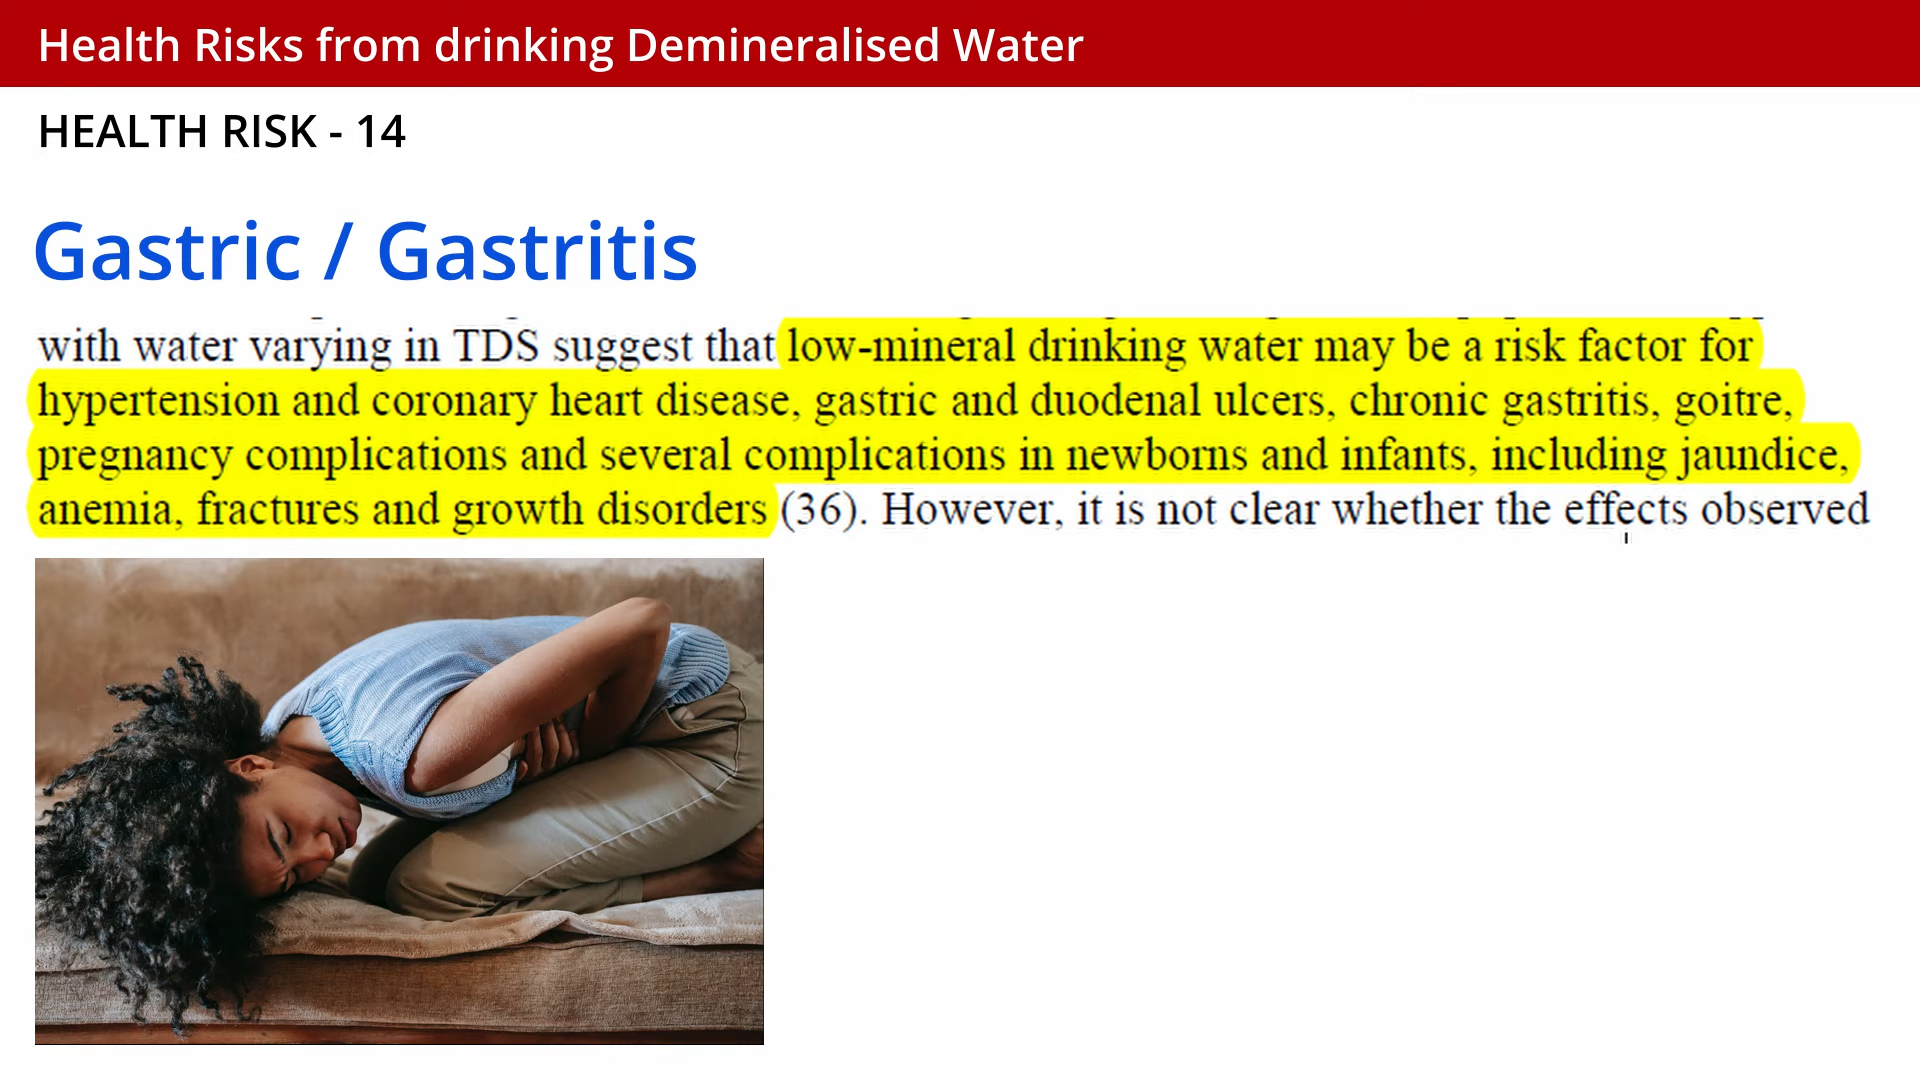 Health Risks from drinking Demineralised Water
HEALTH RISK - 14
Gastric / Gastritis
with water varying in TDS suggest that low-mineral drinking water may be a risk factor for
hypertension and coronary heart disease, gastric and duodenal ulcers, chronic gastritis, goitre,
pregnancy complications and several complications in newborns and infants, including jaundice,
anemia, fractures and growth disorders (36). However, it is not clear whether the effects observed